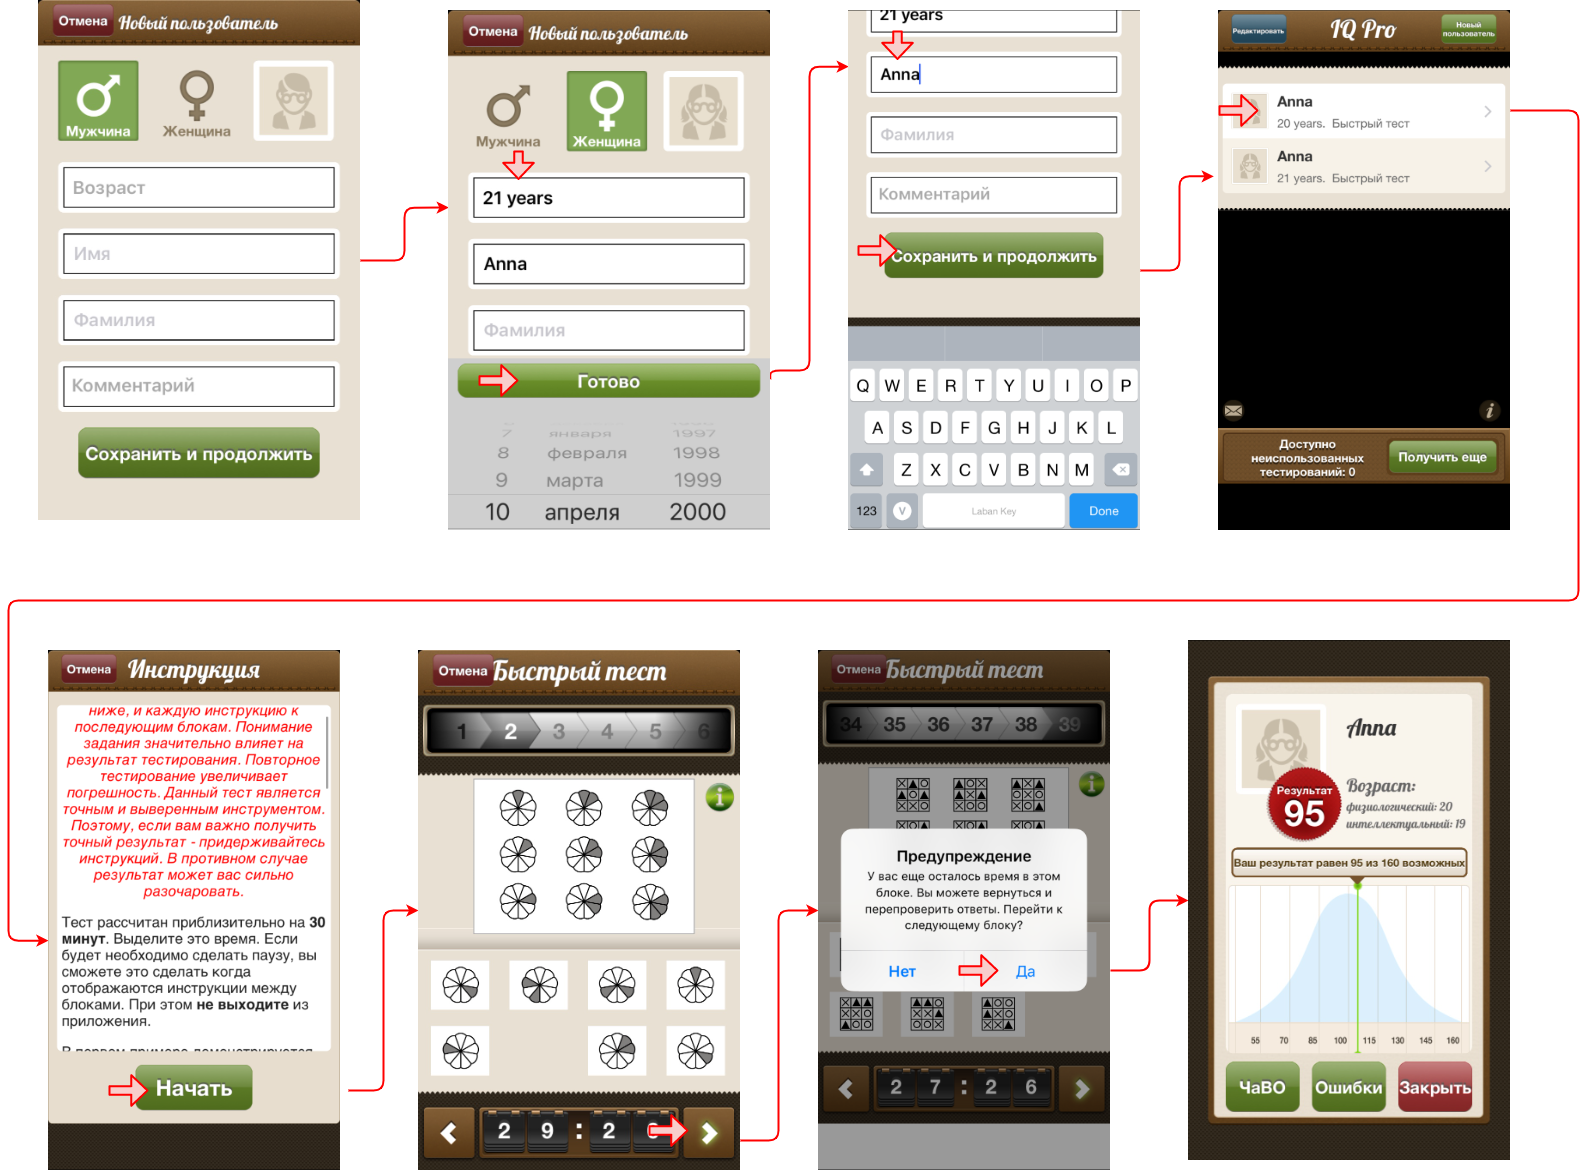 Отмена Новый пользователь
Мужчина
Женщина
Возраст
Имя
Фамилия
Комментарий
Сохранить и продолжить
Отмена Новый пользователь
Мужчина
Женщина
21 years
Anna
Фамилия
Готово
7 января 1997
8 февраля 1998
9 марта 1999
10 апреля 2000
21 years
Anna
Фамилия
Комментарий
Сохранить и продолжить
Q W E R T Y U I O P
A S D F G H J K L
Z X C V B N M
123 V Laban Key Done
Редактировать IQ Pro Новый
пользователь
Anna
20 years. Быстрый тест
Anna
21 years. Быстрый тест
i
Доступно
неиспользованных
тестирований: 0
Получить еще
Отмена Инструкция
ниже, и каждую инструкцию к
последующим блокам. Понимание
задания значительно влияет на
результат тестирования. Повторное
тестирование увеличивает
погрешность. Данный тест является
точным и выверенным инструментом.
Поэтому, если вам важно получить
точный результат - придерживайтесь
инструкций. В противном случае
результат может вас сильно
разочаровать.
Тест рассчитан приблизительно на 30
минут. Выделите это время. Если
будет необходимо сделать паузу, вы
сможете это сделать когда
отображаются инструкции между
блоками. При этом не выходите из
приложения.
Начать
Отмена Быстрый тест
1 2 3 4 5 6
i
2 9 : 2
Отмена Быстрый тест
34 35 36 37 38 39
i
Предупреждение
У вас еще осталось время в этом
блоке. Вы можете вернуться и
перепроверить ответы. Перейти к
следующему блоку?
Нет Да
2 7 : 2 6
Anna
Результат
95
Возраст:
физиологический: 20
интеллектуальный: 19
Ваш результат равен 95 из 160 возможных
55 70 85 100 115 130 145 160
ЧаВО Ошибки Закрыть